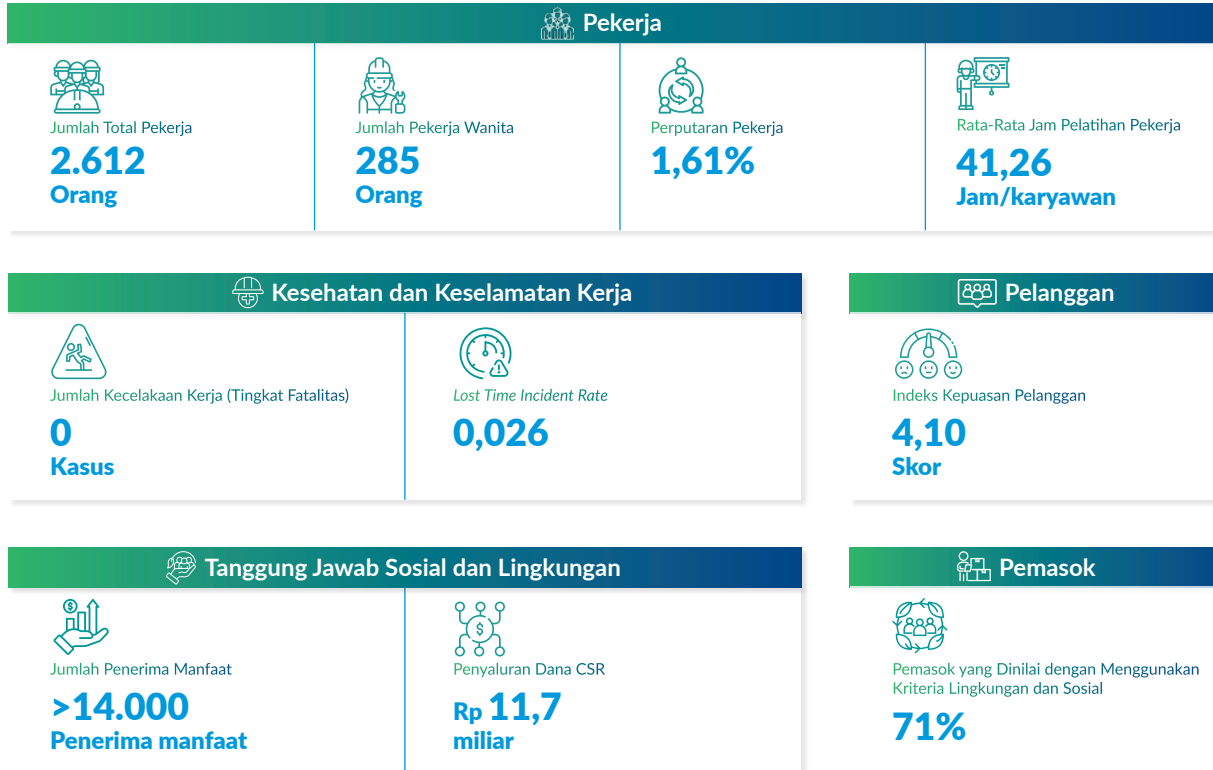 Pekerja
Jumlah Total Pekerja
2.612
Orang
Jumlah Pekerja Wanita
285
Orang
Perputaran Pekerja
1,61%
Rata-Rata Jam Pelatihan Pekerja
41,26
Jam/karyawan
Kesehatan dan Keselamatan Kerja
Jumlah Kecelakaan Kerja (Tingkat Fatalitas)
0
Kasus
Lost Time Incident Rate
0,026
Pelanggan
Indeks Kepuasan Pelanggan
4,10
Skor
Tanggung Jawab Sosial dan Lingkungan
Jumlah Penerima Manfaat
>14.000
Penerima manfaat
Penyaluran Dana CSR
Rp 11,7
miliar
Pemasok
Pemasok yang Dinilai dengan Menggunakan
Kriteria Lingkungan dan Sosial
71%